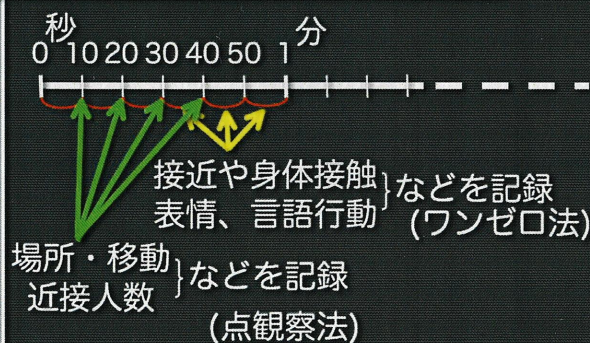 秒
分
0 10 20 30 40 50 1
接近や身体接触
表情、言語行動
などを記録
(ワンゼロ法)
場所・移動
近接人数
などを記録
(点観察法)